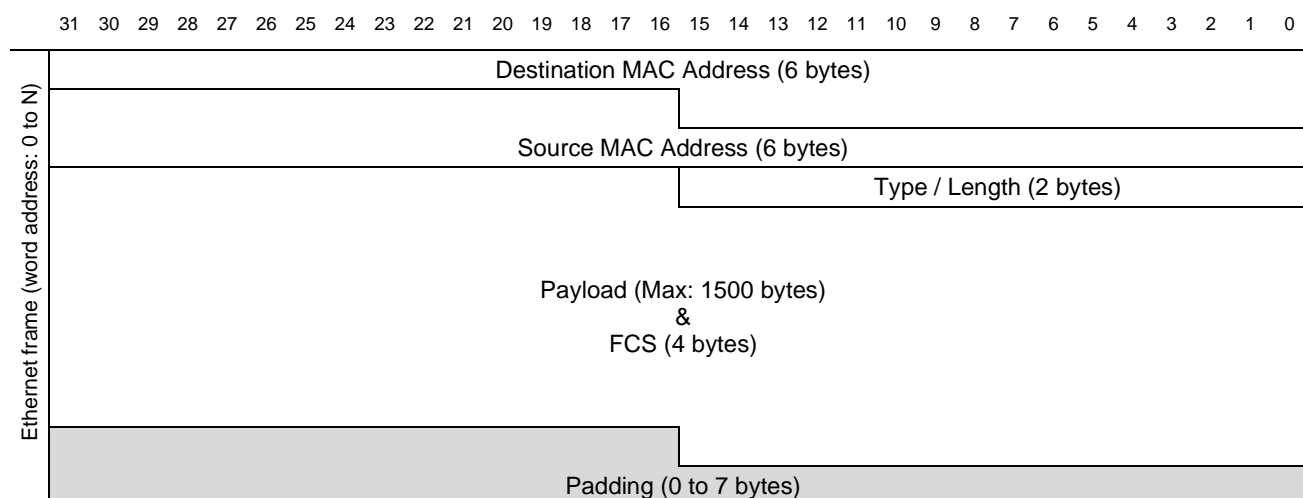 31 30 29 28 27 26 25 24 23 22 21 20 19 18 17 16 15 14 13 12 11 10 9 8 7 6 5 4 3 2 1 0
Ethernet frame (word address: 0 to N)
Destination MAC Address (6 bytes)
Source MAC Address (6 bytes)
Type / Length (2 bytes)
Payload (Max: 1500 bytes)
&
FCS (4 bytes)
Padding (0 to 7 bytes)